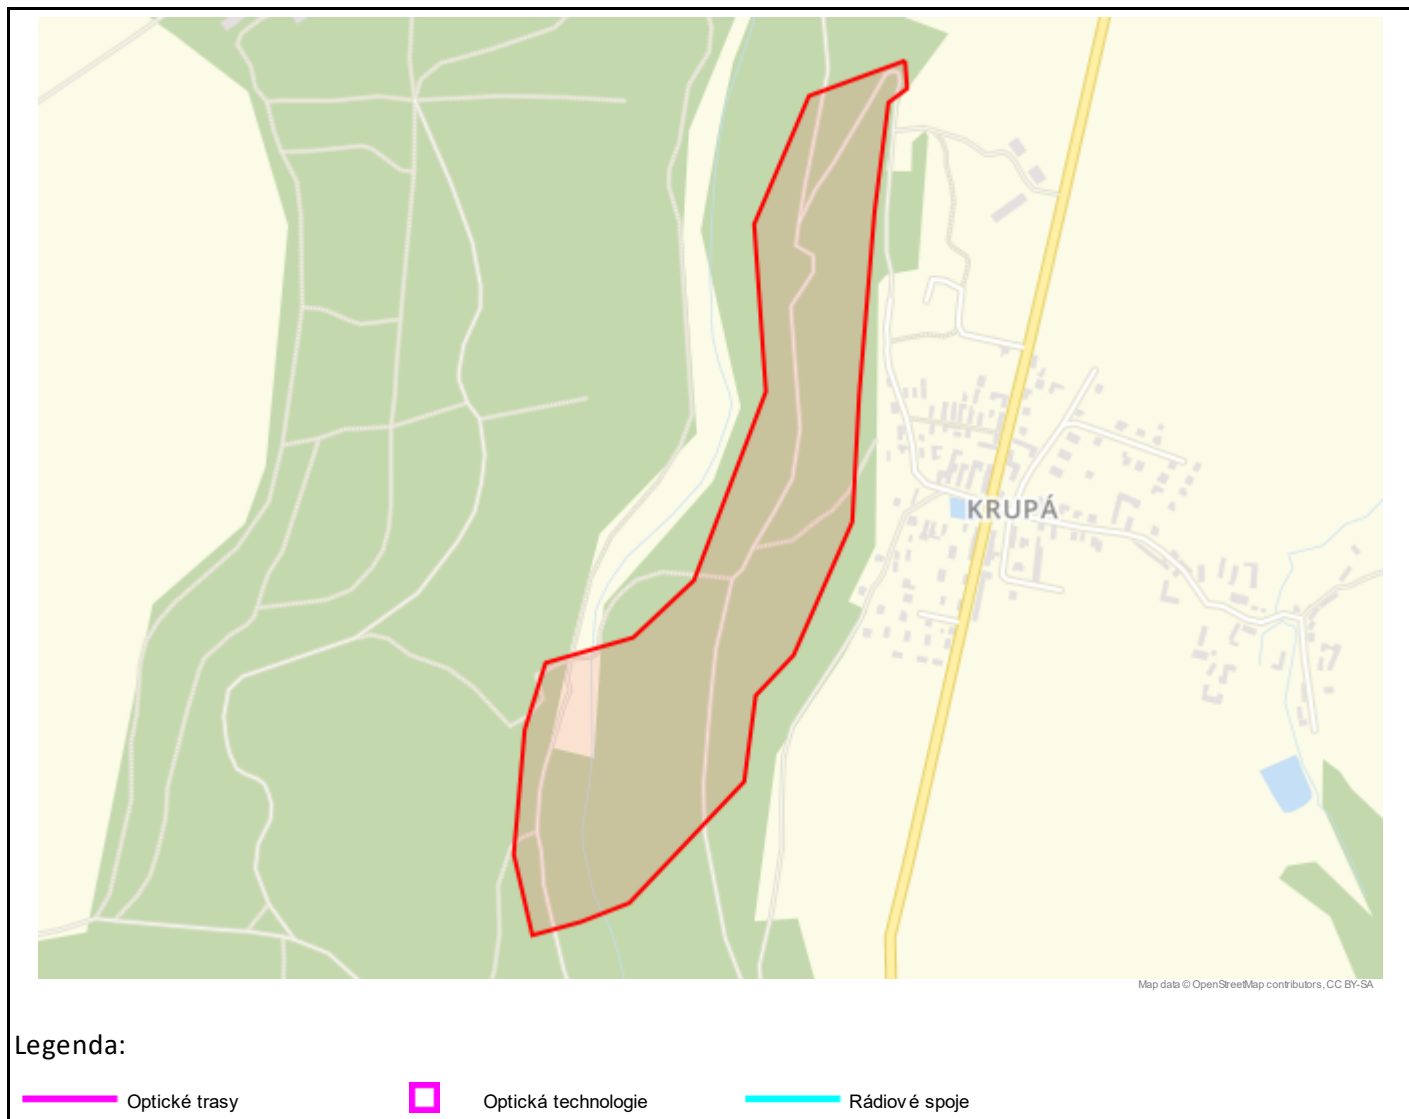 KRUPÁ
Map data © OpenStreetMap contributors, CC BY-SA
Legenda:
Optické trasy
Optická technologie
Rádiové spoje